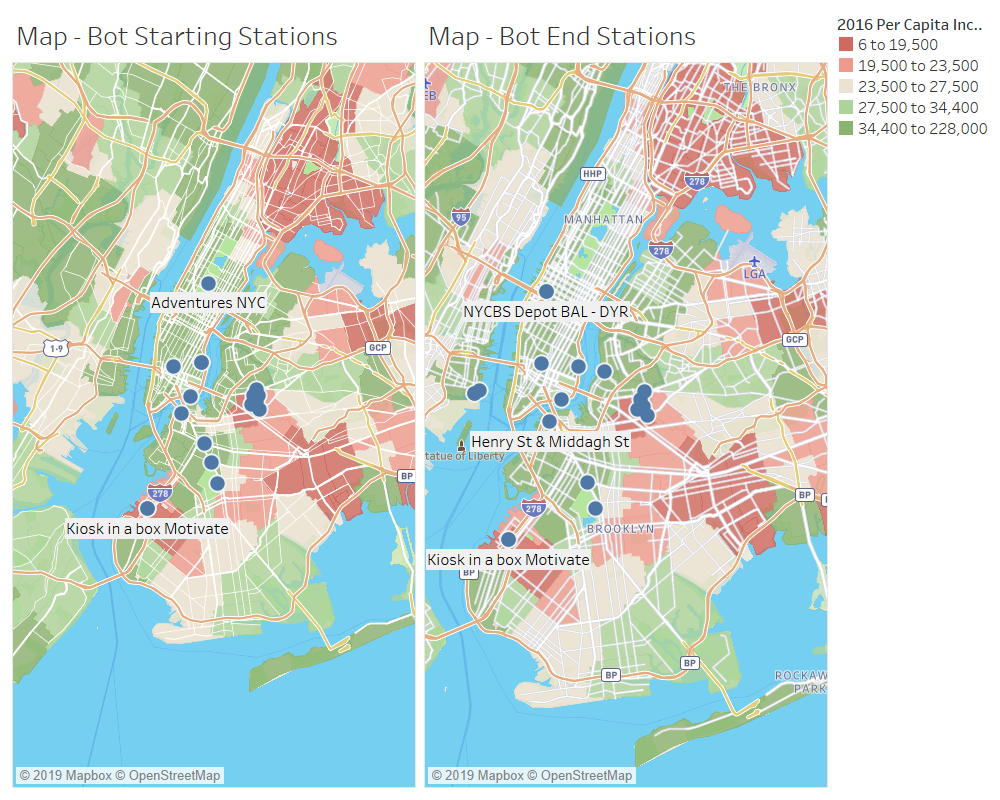 Map - Bot Starting Stations
Adventures NYC
1-9
GCP
BP
278
Kiosk in a box Motivate
© 2019 Mapbox © OpenStreetMap
Map - Bot End Stations
EB
THE BRONX
HHP
278
95
MANHATTAN
278
LGA
NYCBS Depot BAL - DYR
GCP
Henry St & Middagh St
tatue of Liberty
BP
278
BROOKLYN
Kiosk in a box Motivate
BP
BP
BP
ROCKAW
PARK
© 2019 Mapbox © OpenStreetMap
2016 Per Capita Inc..
6 to 19,500
19,500 to 23,500
23,500 to 27,500
27,500 to 34,400
34,400 to 228,000